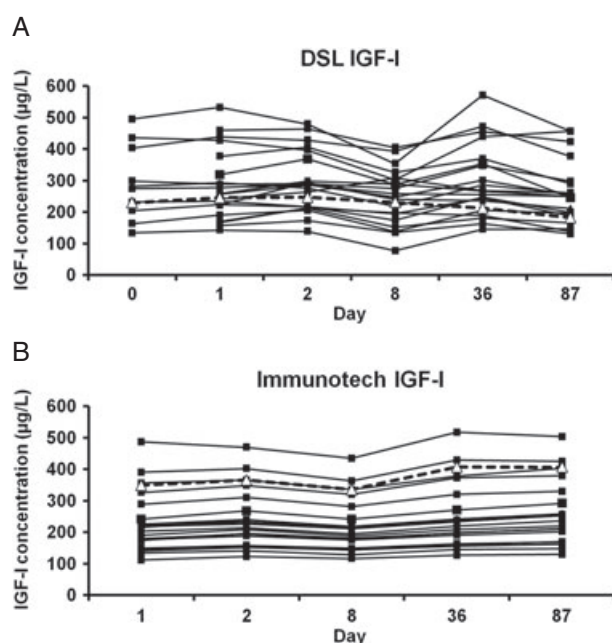 A
DSL IGF-I
IGF-I concentration (µg/L)
600
500
400
300
200
100
0
0 1 2 8 36 87
Day
B
Immunotech IGF-I
IGF-I concentration (µg/L)
600
500
400
300
200
100
0
1 2 8 36 87
Day